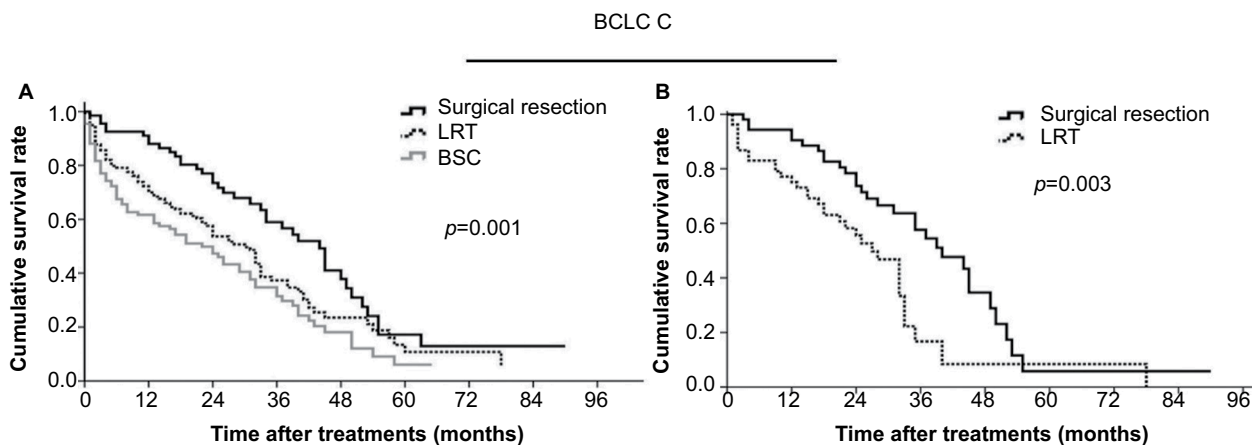 BCLC C
A
Cumulative survival rate
1.0
0.8
0.6
0.4
0.2
0.0
Surgical resection
LRT
BSC
p=0.001
0 12 24 36 48 60 72 84 96
Time after treatments (months)
B
Cumulative survival rate
1.0
0.8
0.6
0.4
0.2
0.0
Surgical resection
LRT
p=0.003
0 12 24 36 48 60 72 84 96
Time after treatments (months)